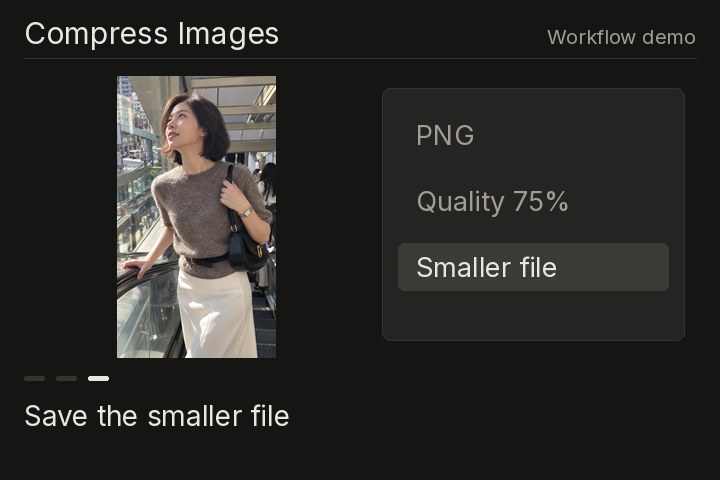 Compress Images
Workflow demo
PNG
Quality 75%
Smaller file
Save the smaller file